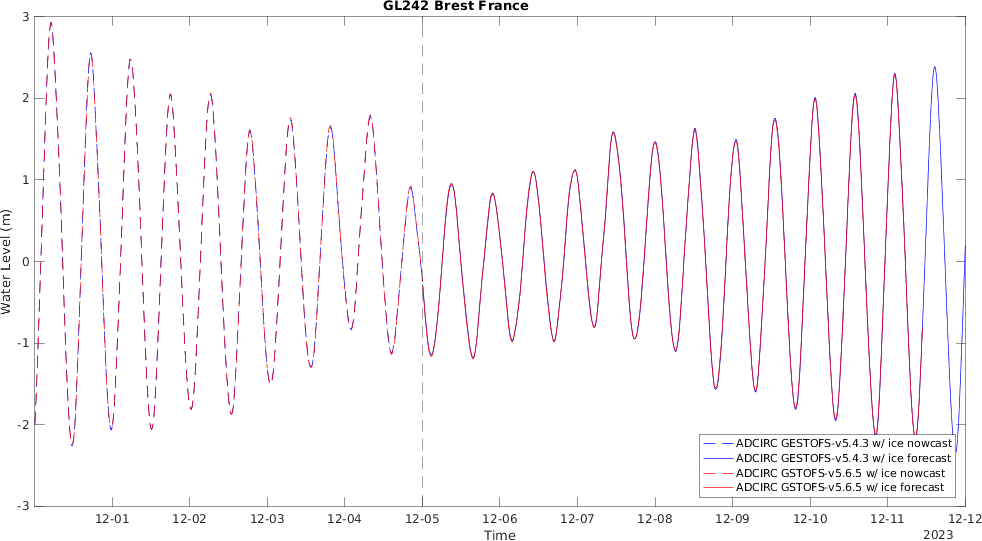 GL242 Brest France
3
2
1
0
-1
-2
-3
Water Level (m)
ADCIRC GESTOFS-v5.4.3 w/ ice nowcast
ADCIRC GESTOFS-v5.4.3 w/ ice forecast
ADCIRC GSTOFS-v5.6.5 w/ ice nowcast
ADCIRC GSTOFS-v5.6.5 w/ ice forecast
12-01 12-02 12-03 12-04 12-05 12-06 12-07 12-08 12-09 12-10 12-11 12-12
Time
2023